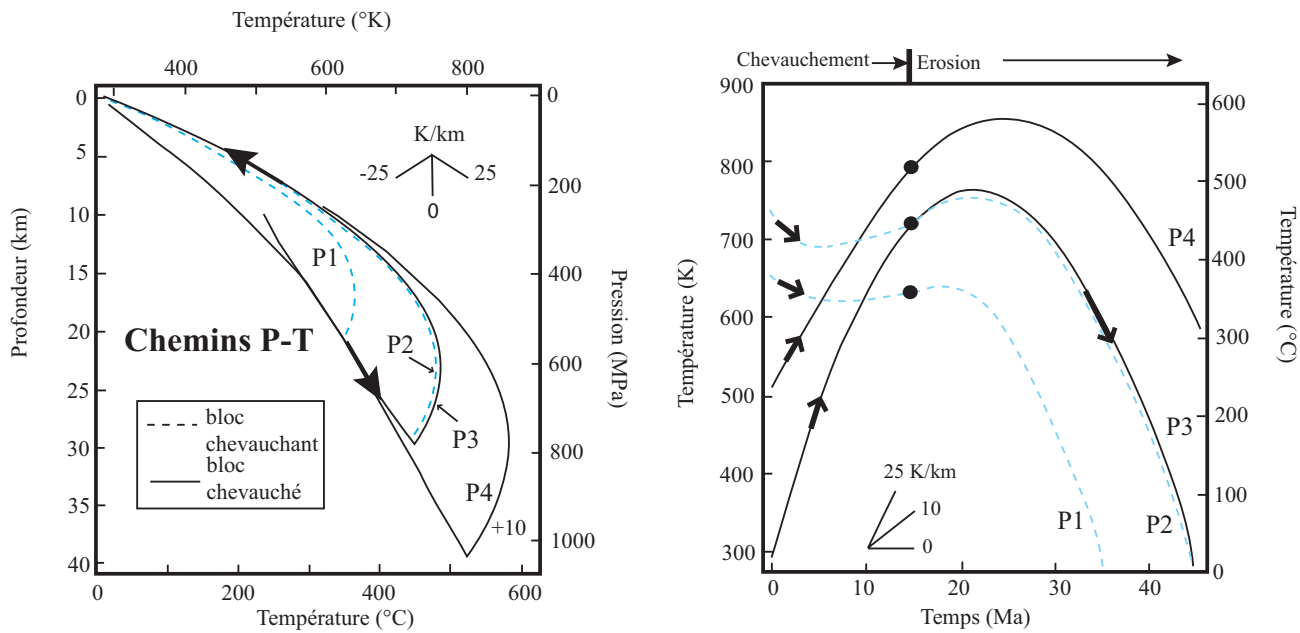 Température (°K)
400
600
800
0
5
10
15
20
25
30
35
40
Profondeur (km)
0
200
400
600
800
1000
Pression (MPa)
K/km
-25
25
0
P1
P2
P3
P4
+10
Chemins P-T
bloc
chevauchant
bloc
chevauché
0
200
400
600
Température (°C)
Chevauchement
Erosion
900
800
700
600
500
400
300
Température (K)
600
500
400
300
200
100
0
Température (°C)
P4
P3
P1
P2
25 K/km
10
0
0
10
20
30
40
Temps (Ma)